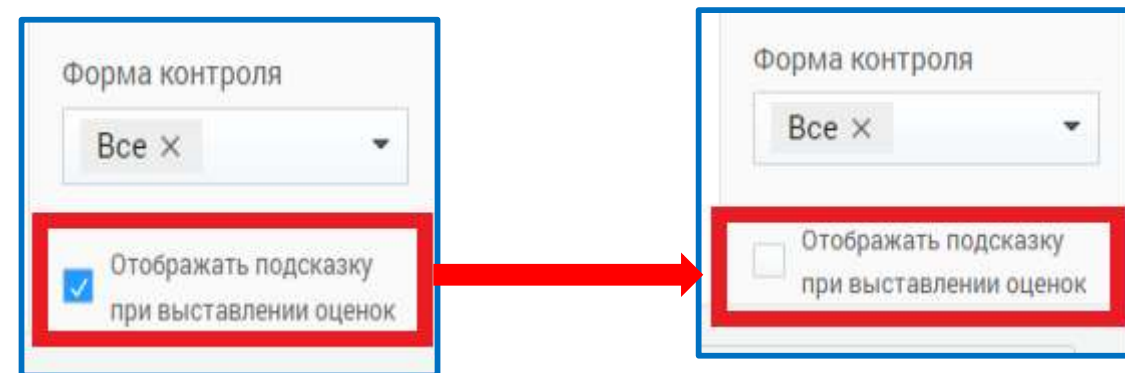 Форма контроля
Все ×
Отображать подсказку
при выставлении оценок
Форма контроля
Все ×
Отображать подсказку
при выставлении оценок